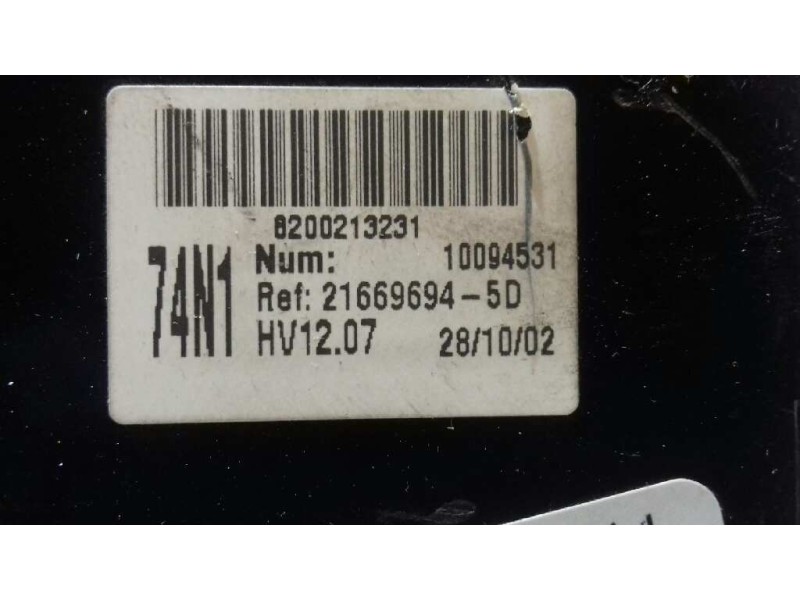 8200213231
74N1
Num: 10094531
Ref: 21669694-5D
HV12.07 28/10/02